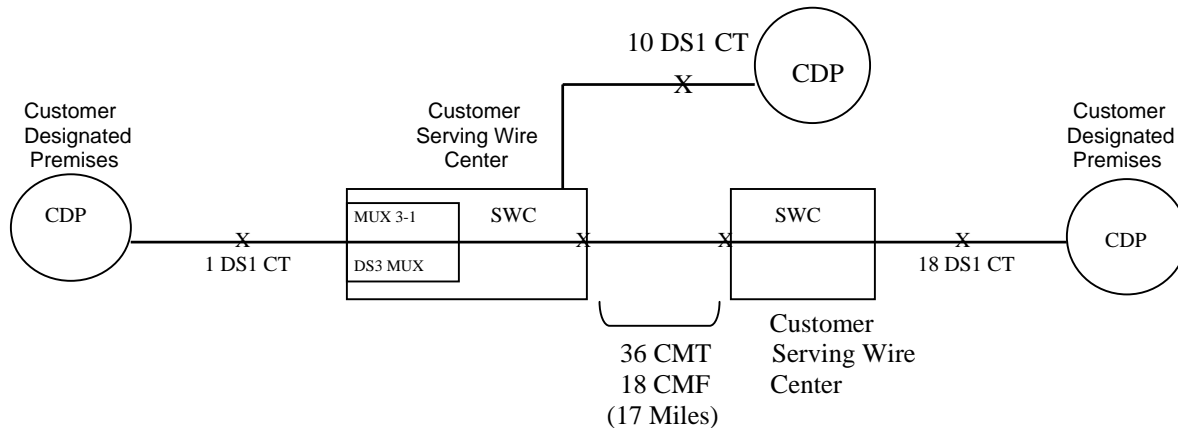 10 DS1 CT
CDP
X
Customer
Designated
Premises
Customer
Serving Wire
Center
Customer
Designated
Premises
CDP
MUX 3-1
SWC
SWC
X
X
X
X
CDP
1 DS1 CT
DS3 MUX
18 DS1 CT
36 CMT
18 CMF
(17 Miles)
Customer
Serving Wire
Center